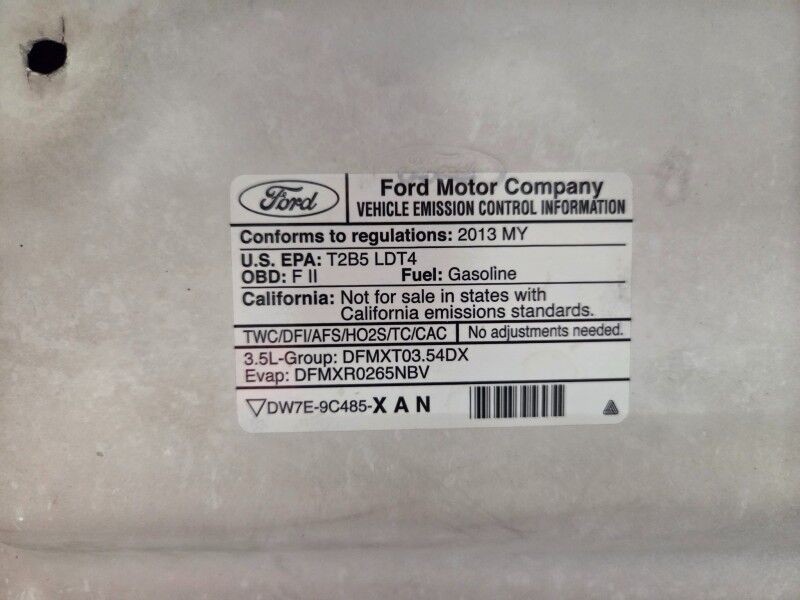 Ford
Ford Motor Company
VEHICLE EMISSION CONTROL INFORMATION
Conforms to regulations: 2013 MY
U.S. EPA: T2B5 LDT4
OBD: F II Fuel: Gasoline
California: Not for sale in states with
California emissions standards.
TWC/DFI/AFS/HO2S/TC/CAC No adjustments needed.
3.5L-Group: DFMXT03.54DX
Evap: DFMXR0265NBV
DW7E-9C485-XAN